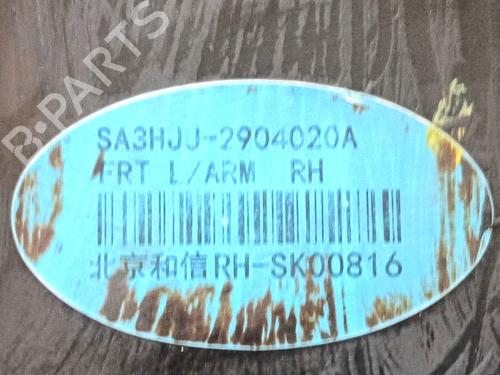 B-PARTS
SA3HJJ-2904020A
FRT L/ARM RH
北京和信RH-SK00816